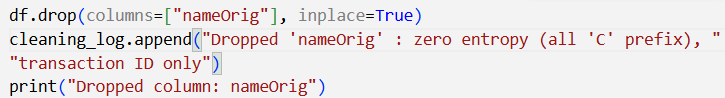 df.drop(columns=["nameOrig"], inplace=True)
cleaning_log.append("Dropped 'nameOrig' : zero entropy (all 'C' prefix), "
"transaction ID only")
print("Dropped column: nameOrig")